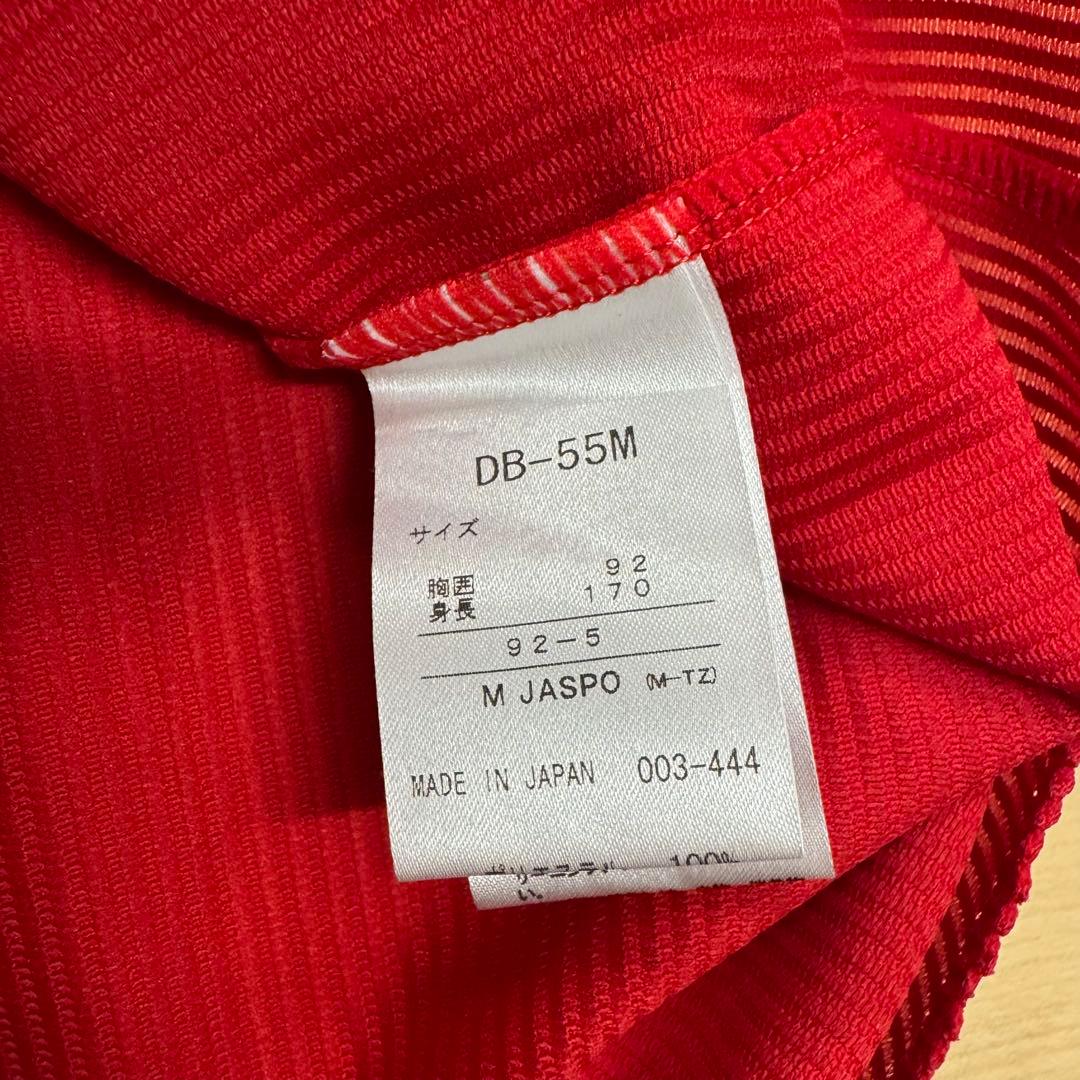 DB-55M
サイズ
胸囲 92
身長 170
92-5
M JASPO (M-TZ)
MADE IN JAPAN 003-444
100%